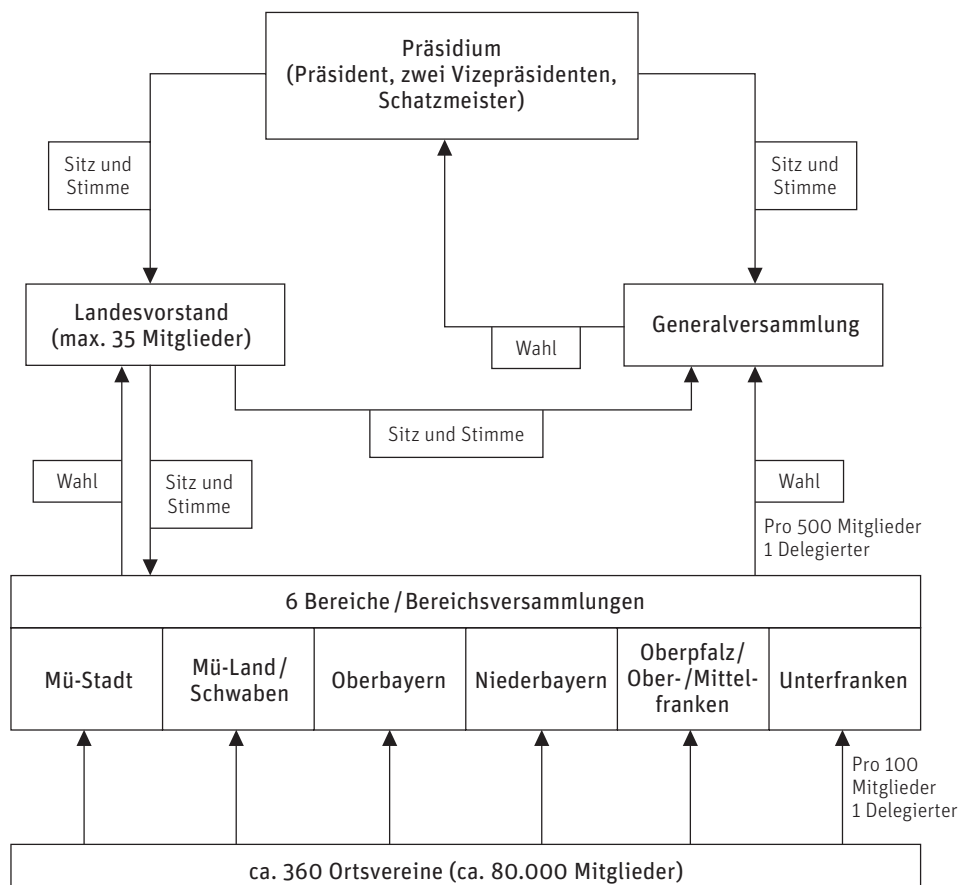 Präsidium
(Präsident, zwei Vizepräsidenten,
Schatzmeister)
Sitz und
Stimme
Sitz und
Stimme
Landesvorstand
(max. 35 Mitglieder)
Generalversammlung
Wahl
Sitz und Stimme
Wahl
Sitz und
Stimme
Wahl
Pro 500 Mitglieder
1 Delegierter
6 Bereiche / Bereichsversammlungen
Mü-Stadt
Mü-Land /
Schwaben
Oberbayern
Niederbayern
Oberpfalz/
Ober-/Mittel-
franken
Unterfranken
Pro 100
Mitglieder
1 Delegierter
ca. 360 Ortsvereine (ca. 80.000 Mitglieder)